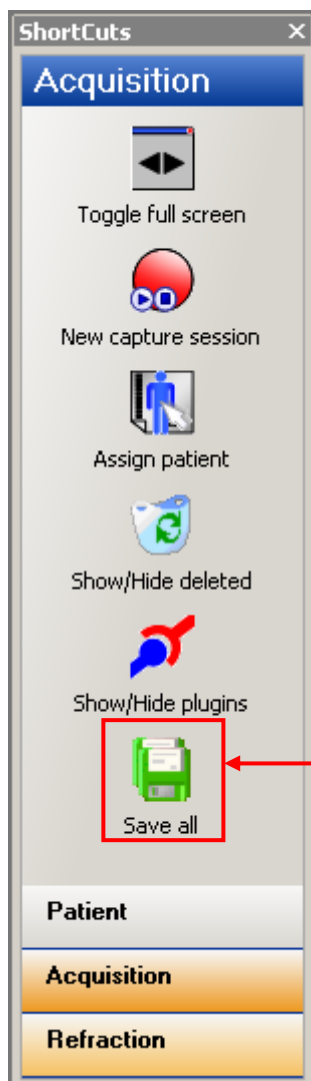 ShortCuts
Acquisition
Toggle full screen
New capture session
Assign patient
Show/Hide deleted
Show/Hide plugins
Save all
Patient
Acquisition
Refraction